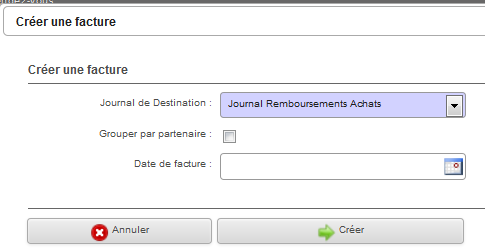 Créer une facture
Créer une facture
Journal de Destination : Journal Remboursements Achats
Grouper par partenaire :
Date de facture :
Annuler Créer